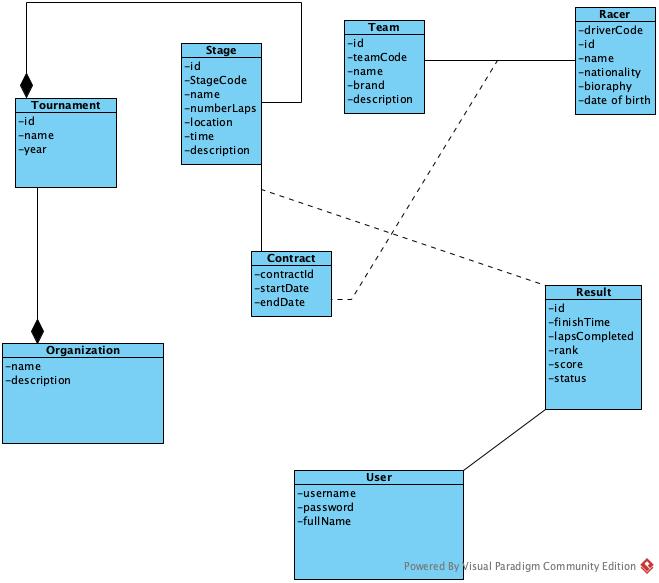 Tournament
-id
-name
-year
Stage
-id
-StageCode
-name
-numberLaps
-location
-time
-description
Team
-id
-teamCode
-name
-brand
-description
Racer
-driverCode
-id
-name
-nationality
-bioraphy
-date of birth
Contract
-contractId
-startDate
-endDate
Result
-id
-finishTime
-lapsCompleted
-rank
-score
-status
Organization
-name
-description
User
-username
-password
-fullName
Powered By Visual Paradigm Community Edition